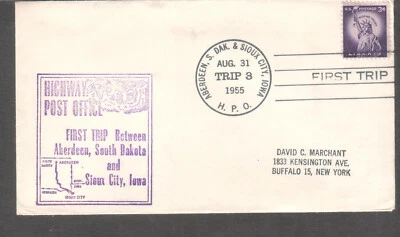 HIGHWAY
POST OFFICE
FIRST TRIP Between
Aberdeen, South Dakota
and
Sioux City, Iowa
ABERDEEN
SIOUX CITY
ABERDEEN, S. DAK. & SIOUX CITY, IOWA
AUG. 31
TRIP 3
1955
H. P. O.
FIRST TRIP
U.S. POSTAGE
3¢
LIBERTY
DAVID C. MARCHANT
1833 KENSINGTON AVE.
BUFFALO 15, NEW YORK